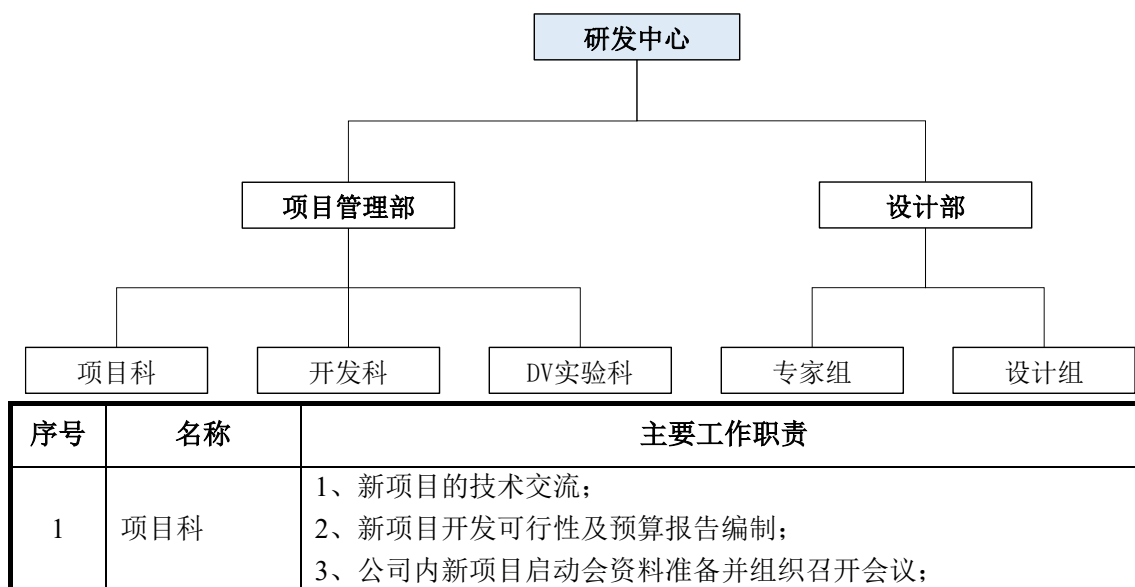 研发中心
项目管理部 设计部
项目科 开发科 DV实验科 专家组 设计组
序号 名称 主要工作职责
1、新项目的技术交流;
1 项目科 2、新项目开发可行性及预算报告编制;
3、公司内新项目启动会资料准备并组织召开会议;